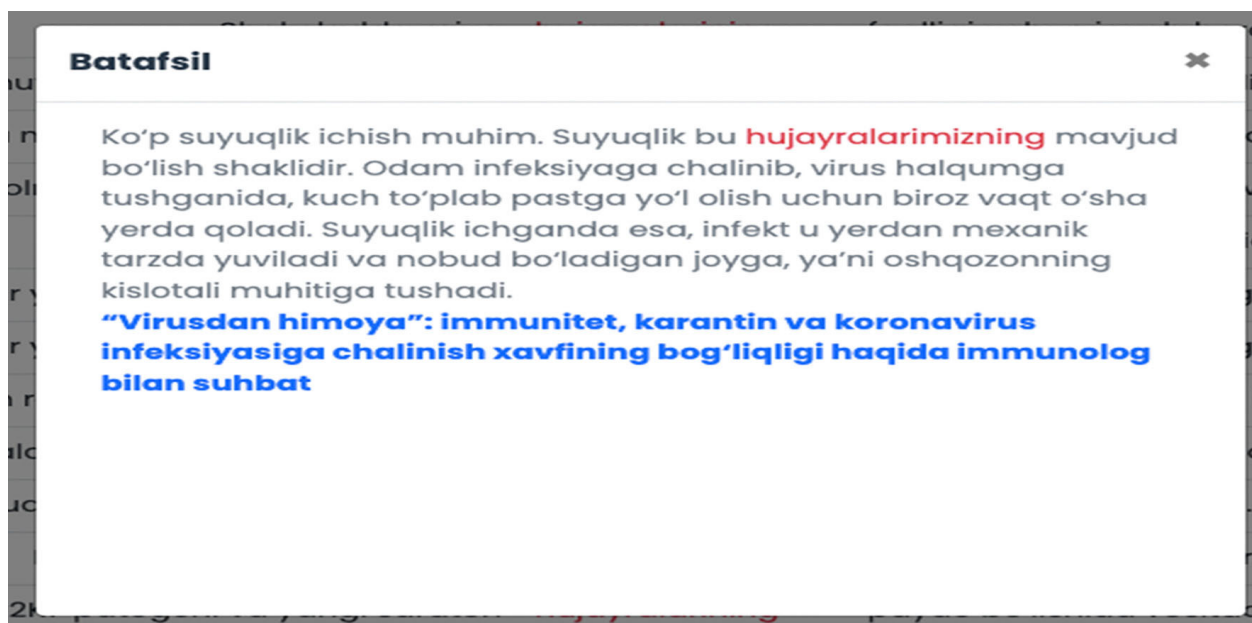 Batafsil
Ko‘p suyuqlik ichish muhim. Suyuqlik bu hujayralarimizning mavjud
bo‘lish shaklidir. Odam infeksiyaga chalinib, virus halqumga
tushganida, kuch to‘plab pastga yo‘l olish uchun biroz vaqt o‘sha
yerda qoladi. Suyuqlik ichganda esa, infekt u yerdan mexanik
tarzda yuviladi va nobud bo‘ladigan joyga, ya’ni oshqozonning
kislotali muhitiga tushadi.
“Virusdan himoya”: immunitet, karantin va koronavirus
infeksiyasiga chalinish xavfining bog‘liqligi haqida immunolog
bilan suhbat